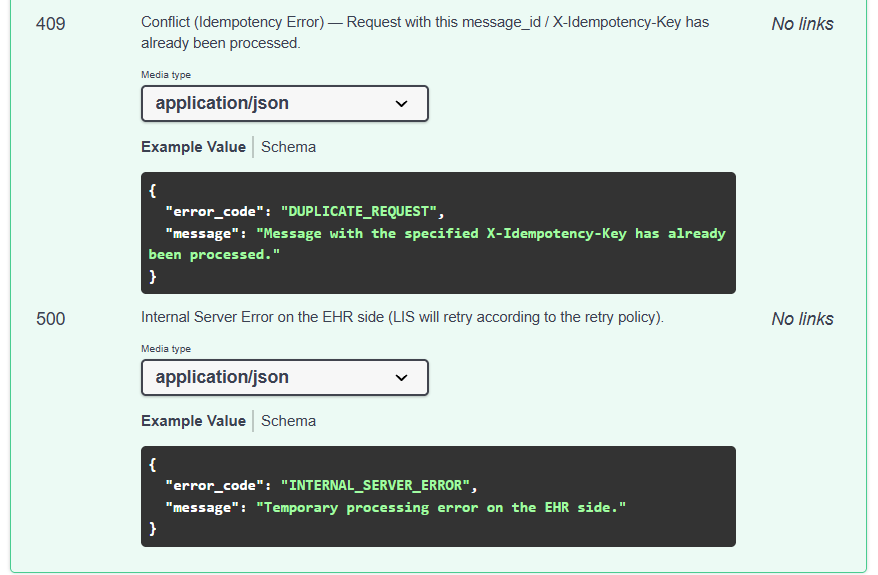 409
Conflict (Idempotency Error) — Request with this message_id / X-Idempotency-Key has
already been processed.
No links
Media type
application/json
Example Value
Schema
{
  "error_code": "DUPLICATE_REQUEST",
  "message": "Message with the specified X-Idempotency-Key has already
been processed."
}
500
Internal Server Error on the EHR side (LIS will retry according to the retry policy).
No links
Media type
application/json
Example Value
Schema
{
  "error_code": "INTERNAL_SERVER_ERROR",
  "message": "Temporary processing error on the EHR side."
}